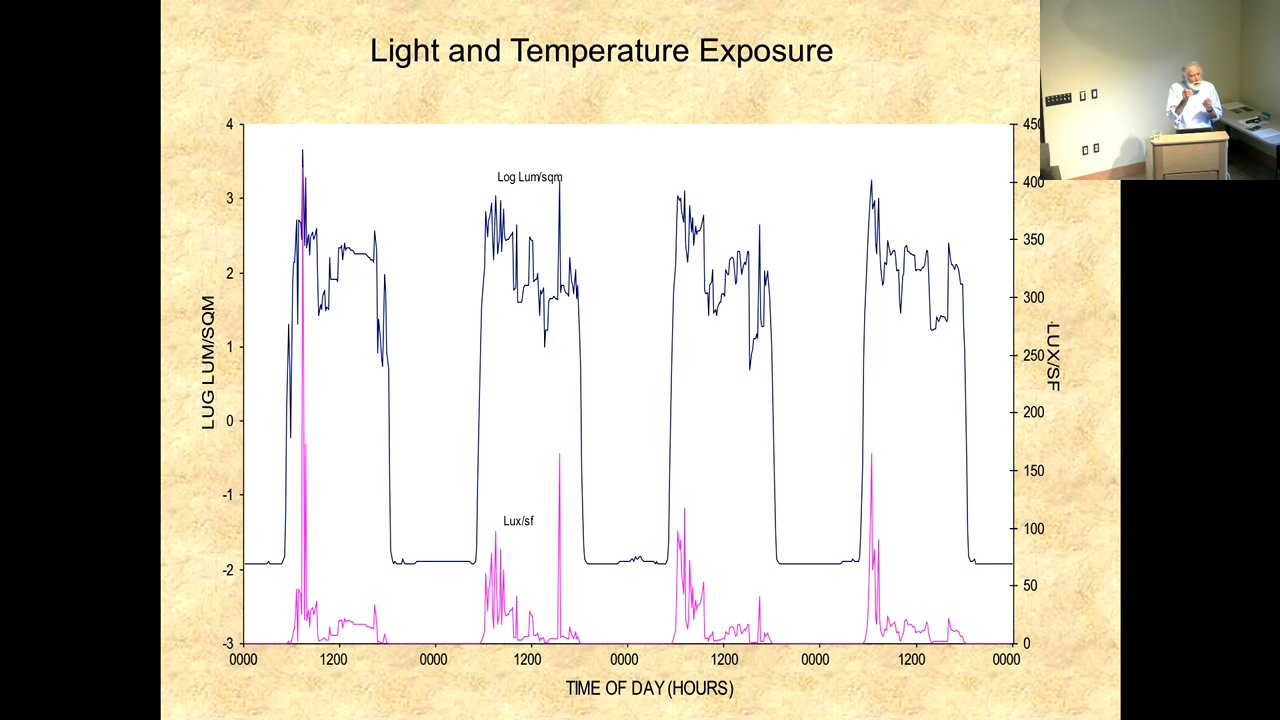 Light and Temperature Exposure
4
3
2
1
0
-1
-2
-3
LUG LUM/SQM
Log Lum/sqm
Lux/sf
450
400
350
300
250
200
150
100
50
0
LUX/SF
0000 1200 0000 1200 0000 1200 0000 1200 0000
TIME OF DAY (HOURS)